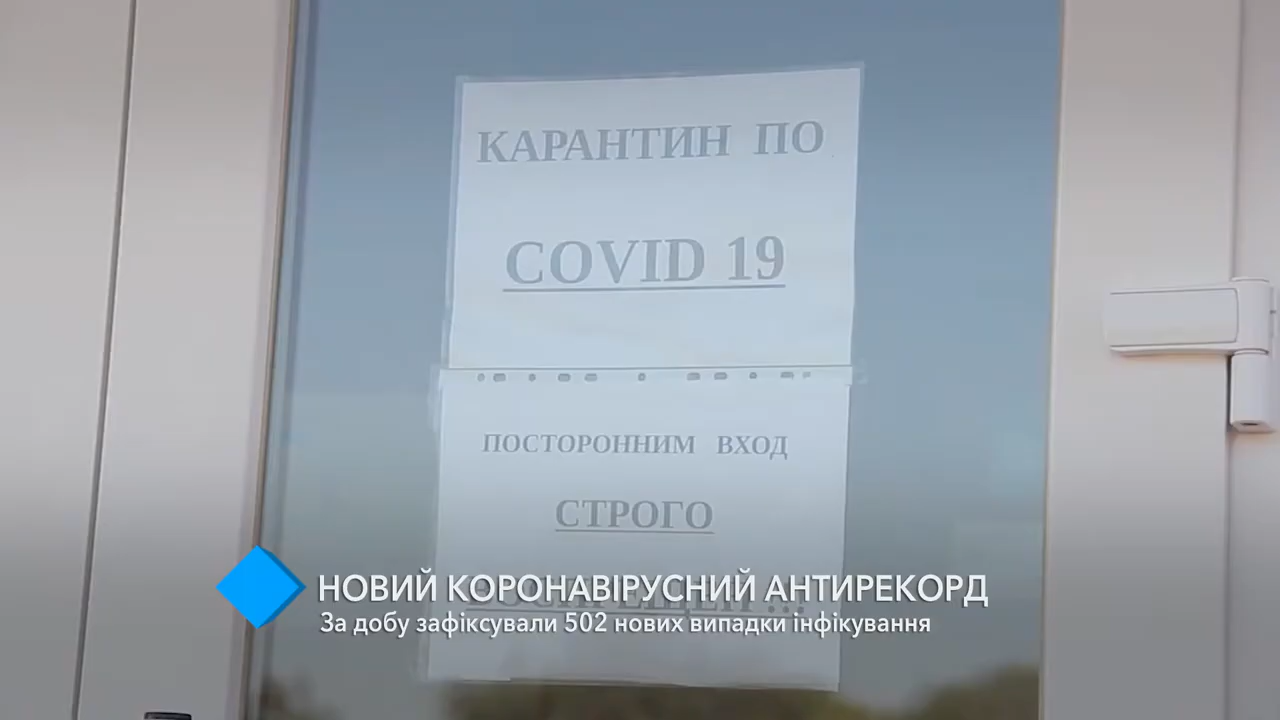 КАРАНТИН ПО
COVID 19
ПОСТОРОННИМ ВХОД
СТРОГО
НОВИЙ КОРОНАВІРУСНИЙ АНТИРЕКОРД
За добу зафіксували 502 нових випадки інфікування